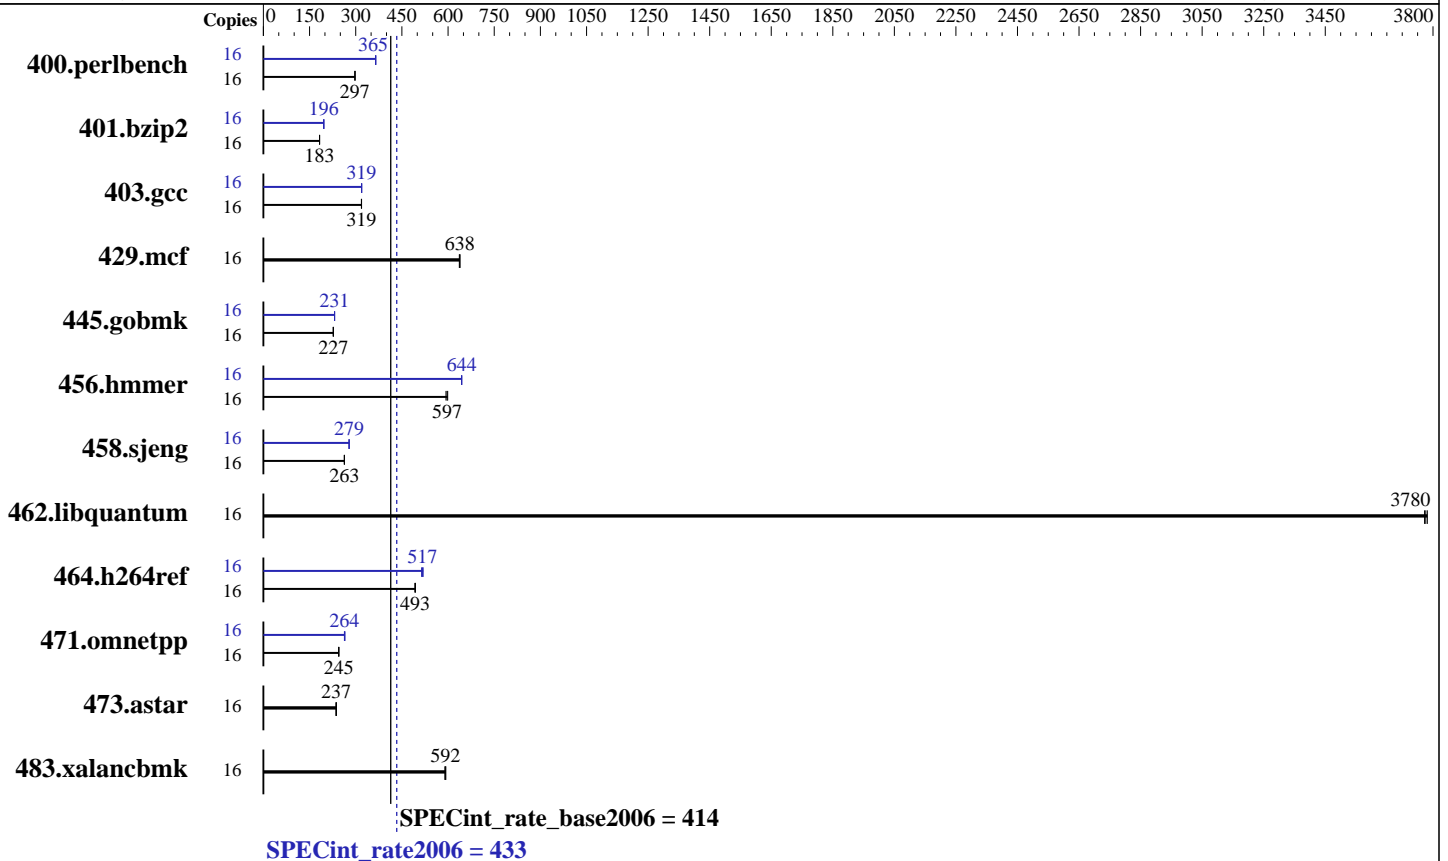 Copies 0 150 300 450 600 750 900 1050 1250 1450 1650 1850 2050 2250 2450 2650 2850 3050 3250 3450 3800
400.perlbench 16 365
16 297
401.bzip2 16 196
16 183
403.gcc 16 319
16 319
429.mcf 16 638
445.gobmk 16 231
16 227
456.hmmer 16 644
16 597
458.sjeng 16 279
16 263
462.libquantum 16 3780
464.h264ref 16 517
16 493
471.omnetpp 16 264
16 245
473.astar 16 237
483.xalancbmk 16 592
SPECint_rate_base2006 = 414
SPECint_rate2006 = 433